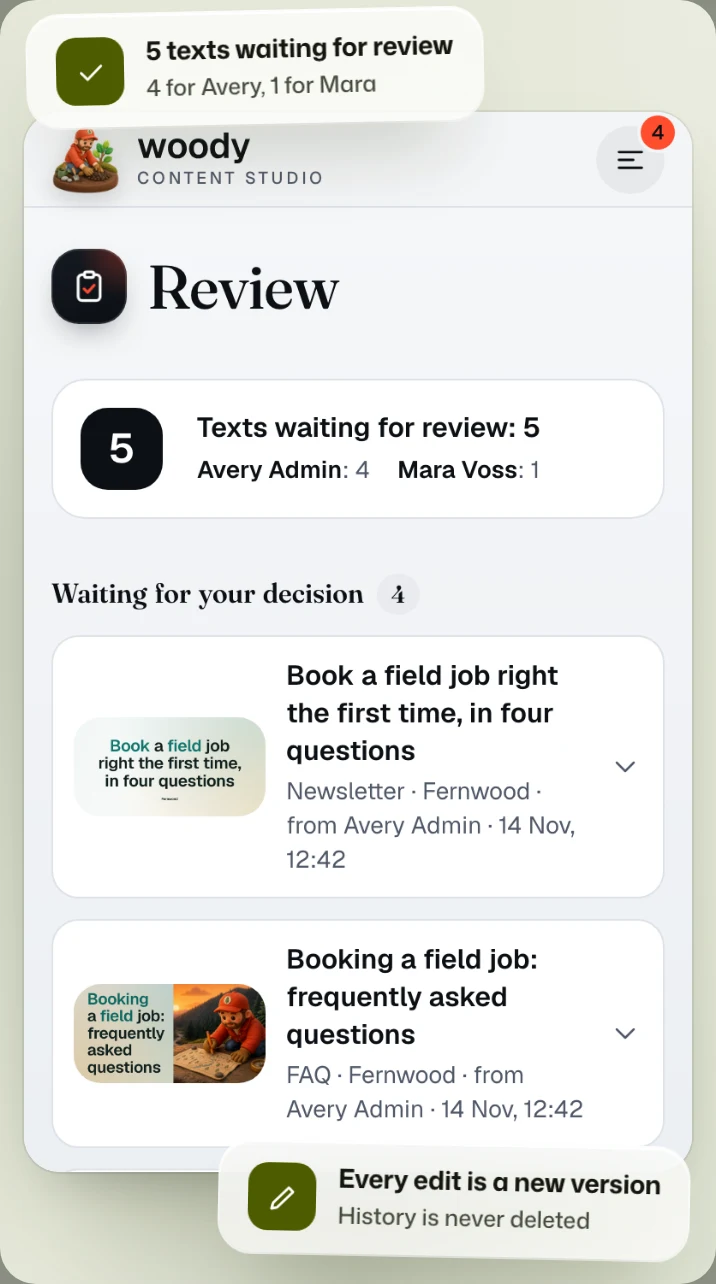 5 texts waiting for review
4 for Avery, 1 for Mara
woody
CONTENT STUDIO
4
Review
5
Texts waiting for review: 5
Avery Admin: 4 Mara Voss: 1
Waiting for your decision 4
Book a field job
right the first time,
in four questions
Book a field job right
the first time, in four
questions
Newsletter · Fernwood ·
from Avery Admin · 14 Nov,
12:42
Booking
a field job:
frequently
asked
questions
Booking a field job:
frequently asked
questions
FAQ · Fernwood · from
Avery Admin · 14 Nov, 12:42
Every edit is a new version
History is never deleted